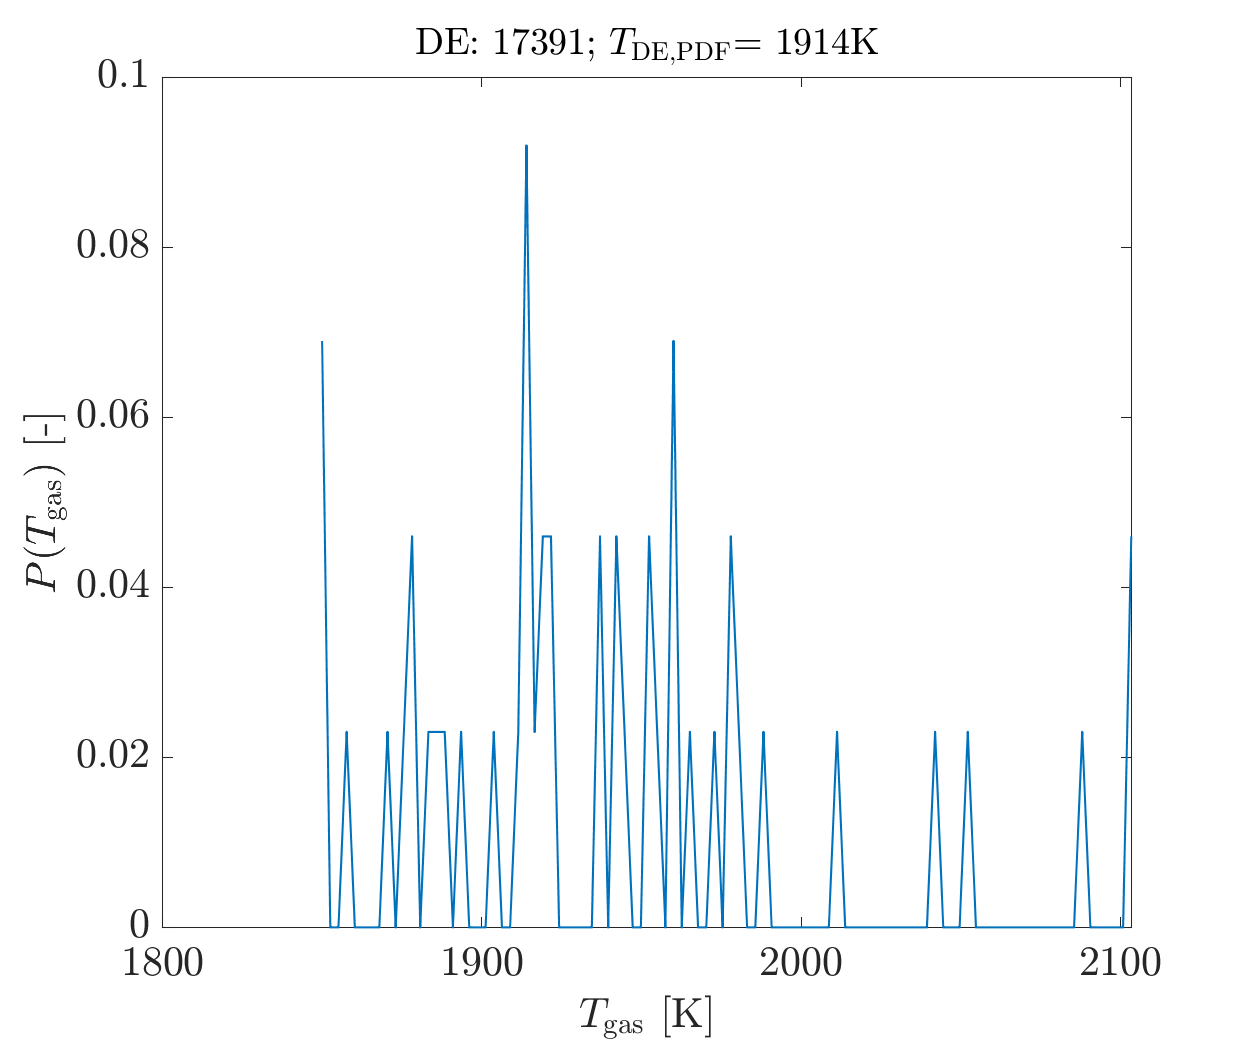 DE: 17391; T_DE,PDF= 1914K
0.1
0.08
0.06
0.04
0.02
0
P(T_gas) [-]
1800 1900 2000 2100
T_gas [K]